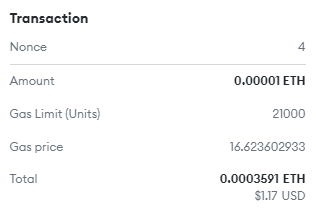 Transaction
Nonce 4
Amount 0.00001 ETH
Gas Limit (Units) 21000
Gas price 16.623602933
Total 0.0003591 ETH
$1.17 USD